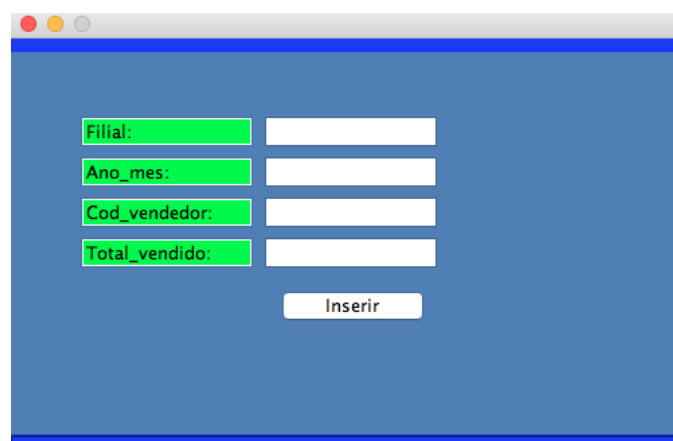 Filial:
Ano_mes:
Cod_vendedor:
Total_vendido:
Inserir